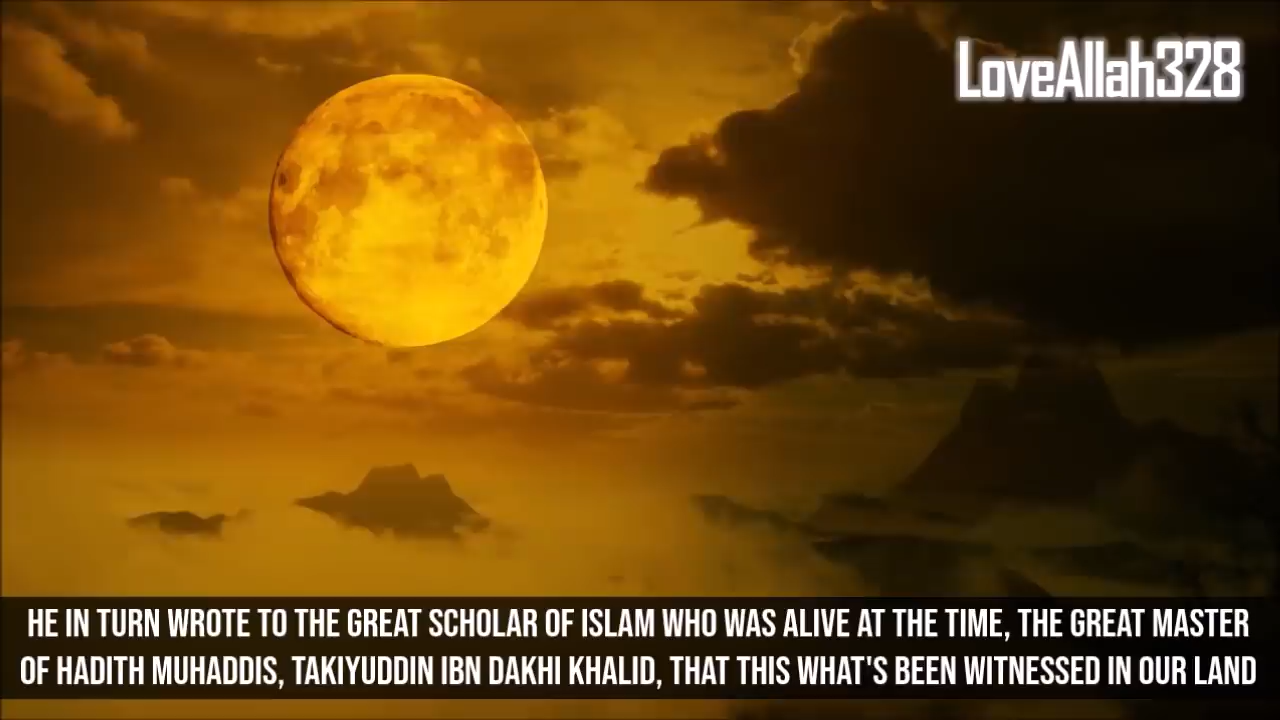 LoveAllah328
HE IN TURN WROTE TO THE GREAT SCHOLAR OF ISLAM WHO WAS ALIVE AT THE TIME, THE GREAT MASTER
OF HADITH MUHADDIS, TAKIYUDDIN IBN DAKHI KHALID, THAT THIS WHAT'S BEEN WITNESSED IN OUR LAND